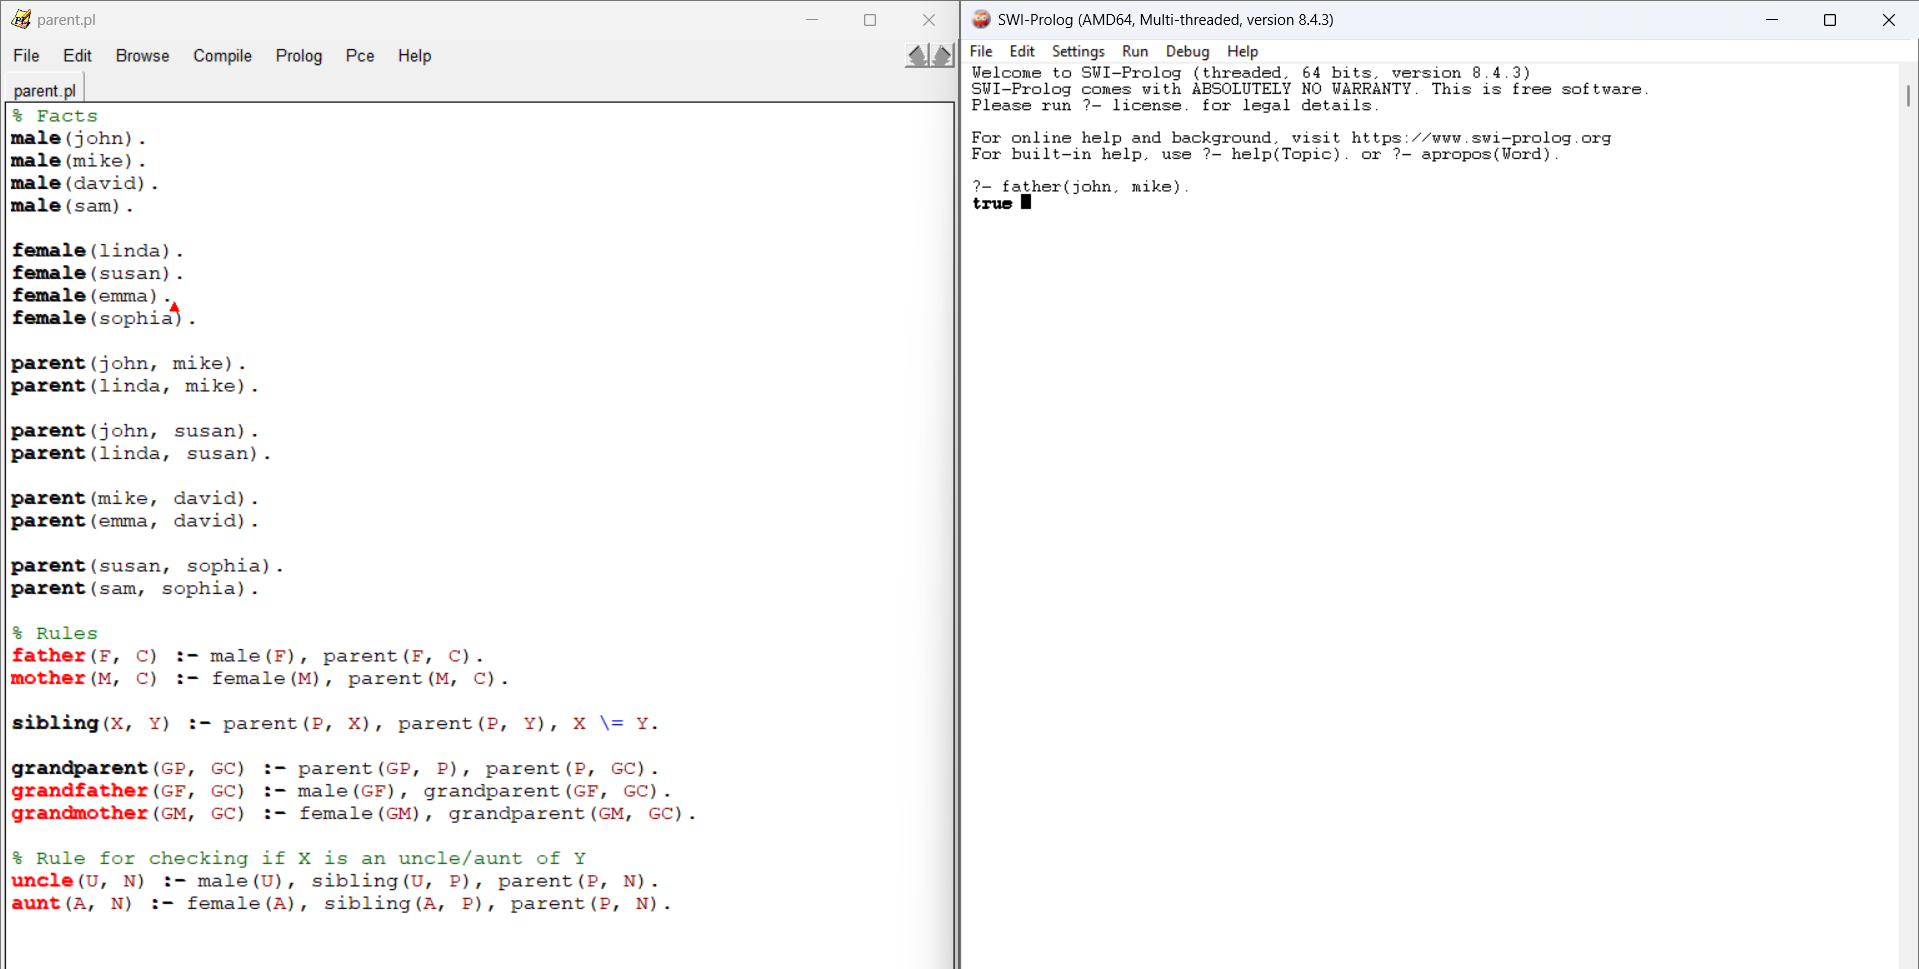 parent.pl
File Edit Browse Compile Prolog Pce Help
parent.pl
% Facts
male(john).
male(mike).
male(david).
male(sam).
female(linda).
female(susan).
female(emma).
female(sophia).
parent(john, mike).
parent(linda, mike).
parent(john, susan).
parent(linda, susan).
parent(mike, david).
parent(emma, david).
parent(susan, sophia).
parent(sam, sophia).
% Rules
father(F, C) :- male(F), parent(F, C).
mother(M, C) :- female(M), parent(M, C).
sibling(X, Y) :- parent(P, X), parent(P, Y), X \= Y.
grandparent(GP, GC) :- parent(GP, P), parent(P, GC).
grandfather(GF, GC) :- male(GF), grandparent(GF, GC).
grandmother(GM, GC) :- female(GM), grandparent(GM, GC).
% Rule for checking if X is an uncle/aunt of Y
uncle(U, N) :- male(U), sibling(U, P), parent(P, N).
aunt(A, N) :- female(A), sibling(A, P), parent(P, N).
SWI-Prolog (AMD64, Multi-threaded, version 8.4.3)
File Edit Settings Run Debug Help
Welcome to SWI-Prolog (threaded, 64 bits, version 8.4.3)
SWI-Prolog comes with ABSOLUTELY NO WARRANTY. This is free software.
Please run ?- license. for legal details.
For online help and background, visit https://www.swi-prolog.org
For built-in help, use ?- help(Topic). or ?- apropos(Word).
?- father(john, mike).
true